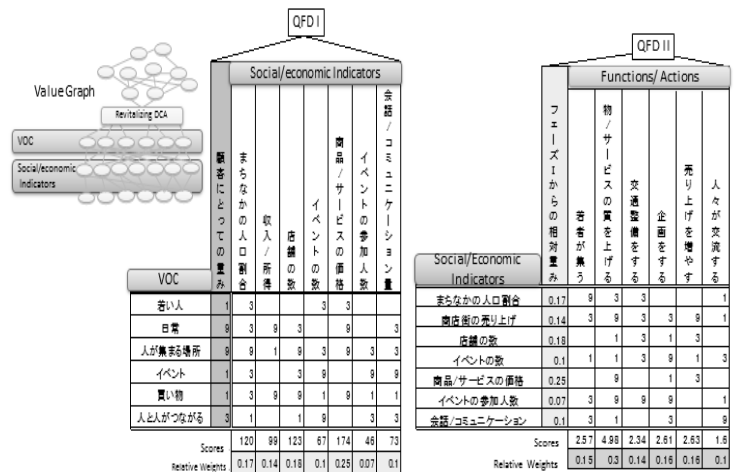 QFD I
Value Graph
Revitalizing DCA
VOC
Social/economic
Indicators
Social/economic Indicators
VOC
顧客にとっての重み
まちなかの人口割合
収入/所得
店舗の数
イベントの数
商品/サービスの価格
イベントの参加人数
会話/コミュニケーション量
若い人 1 3 3 3
日常 9 3 9 3 9 3
人が集まる場所 9 9 1 9 3 9 3 3
イベント 1 3 3 9 9 9
買い物 1 3 9 9 1 9 1 1
人と人がつながる 3 1 1 9 3 3
Scores 120 99 123 67 174 46 73
Relative Weights 0.17 0.14 0.18 0.1 0.25 0.07 0.1
QFD II
Functions/ Actions
Social/Economic
Indicators
フェーズIからの相対重み
若者が集う
物/サービスの質を上げる
交通整備をする
企画をする
売り上げを増やす
人々が交流する
まちなかの人口割合 0.17 9 3 3 1
商店街の売り上げ 0.14 3 9 3 3 9 1
店舗の数 0.18 1 3 1 3
イベントの数 0.1 1 1 3 9 1 3
商品/サービスの価格 0.25 9 1 3
イベントの参加人数 0.07 3 9 9 9 1
会話/コミュニケーション 0.1 3 1 3 9
Scores 2.57 4.98 2.34 2.61 2.63 1.6
Relative Weights 0.15 0.3 0.14 0.16 0.16 0.1